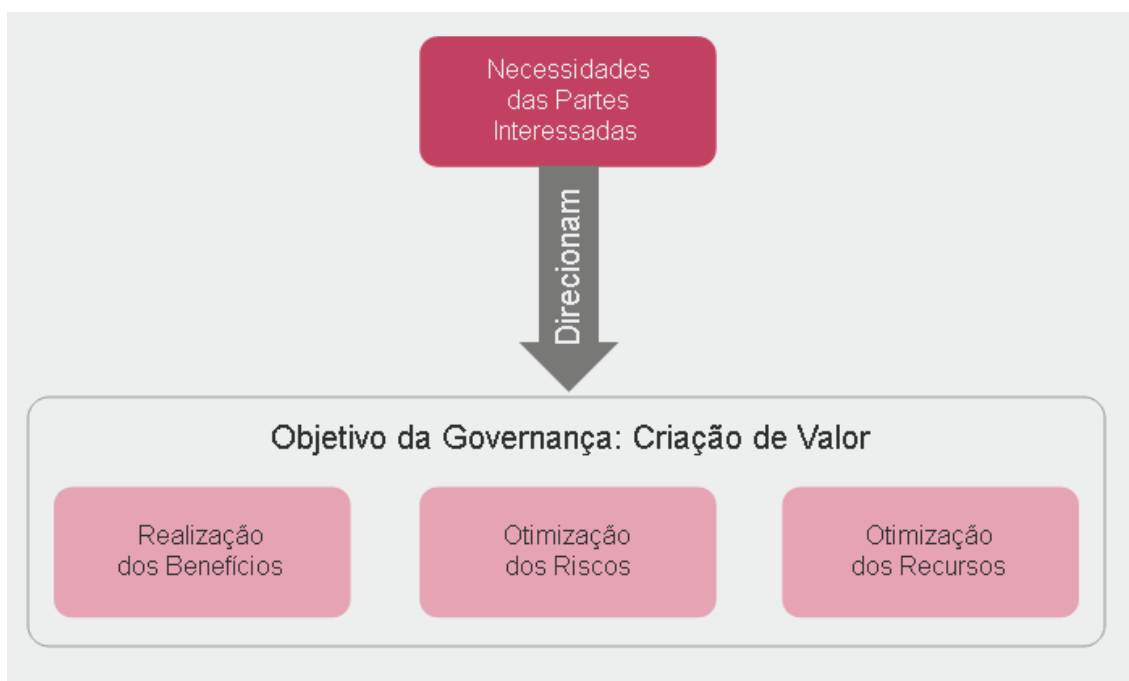 Necessidades
das Partes
Interessadas
Direcionam
Objetivo da Governança: Criação de Valor
Realização
dos Benefícios
Otimização
dos Riscos
Otimização
dos Recursos